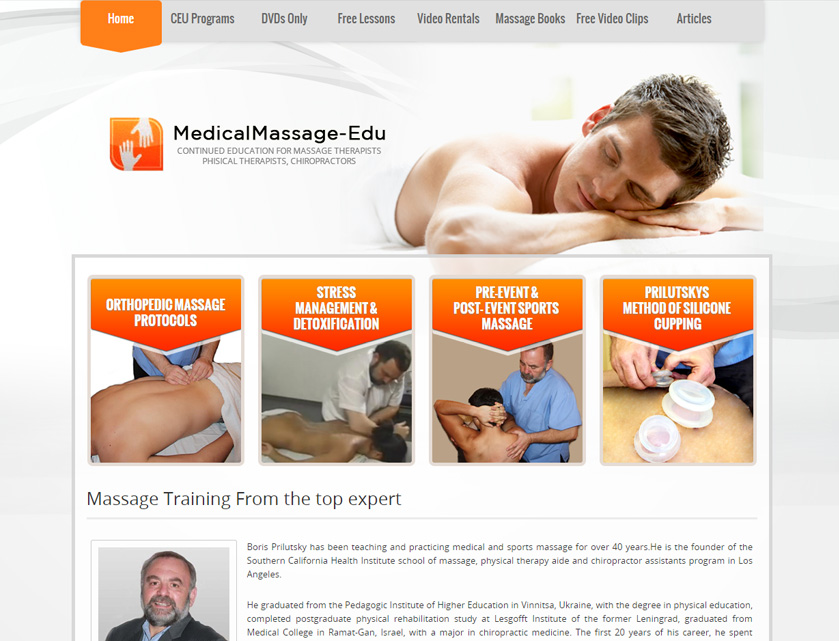 Home CEU Programs DVDs Only Free Lessons Video Rentals Massage Books Free Video Clips Articles
MedicalMassage-Edu
CONTINUED EDUCATION FOR MASSAGE THERAPISTS
PHISICAL THERAPISTS, CHIROPRACTORS
ORTHOPEDIC MASSAGE
PROTOCOLS
STRESS
MANAGEMENT &
DETOXIFICATION
PRE-EVENT &
POST- EVENT SPORTS
MASSAGE
PRILUTSKYS
METHOD OF SILICONE
CUPPING
Massage Training From the top expert
Boris Prilutsky has been teaching and practicing medical and sports massage for over 40 years.He is the founder of the
Southern California Health Institute school of massage, physical therapy aide and chiropractor assistants program in Los
Angeles.
He graduated from the Pedagogic Institute of Higher Education in Vinnitsa, Ukraine, with the degree in physical education,
completed postgraduate physical rehabilitation study at Lesgofft Institute of the former Leningrad, graduated from
Medical College in Ramat-Gan, Israel, with a major in chiropractic medicine. The first 20 years of his career, he spent